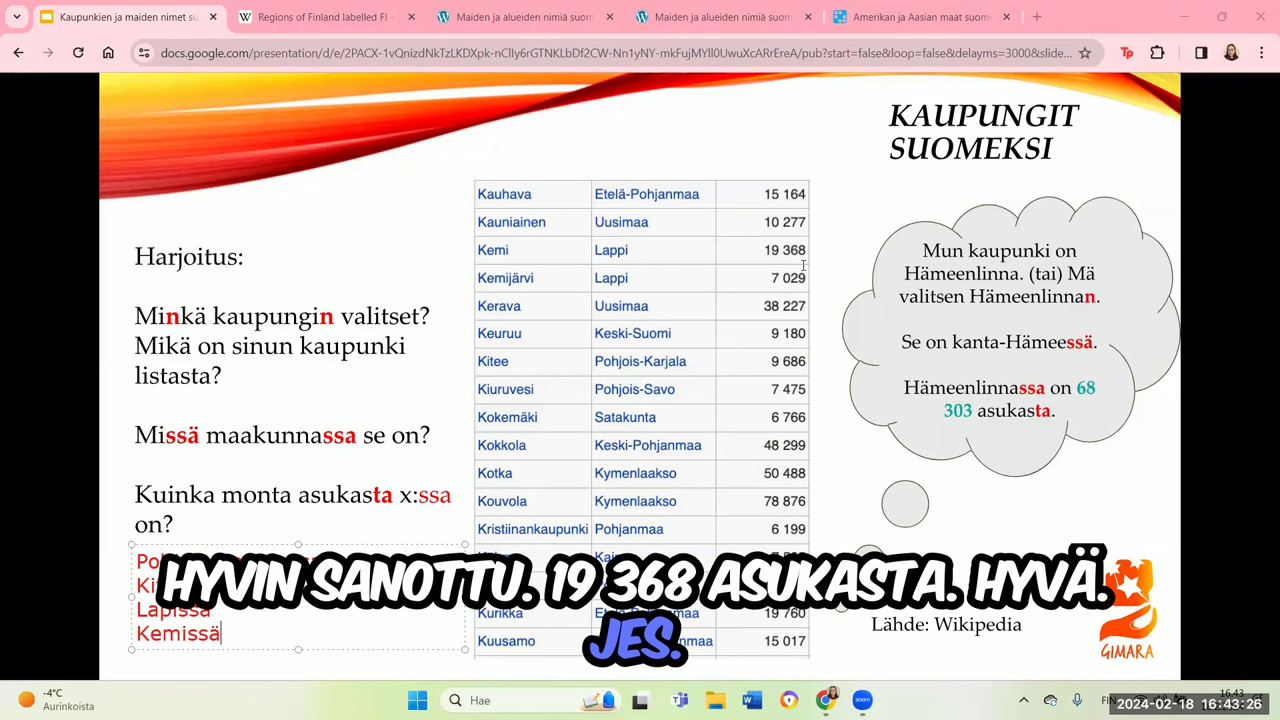 Kaupunkien ja maiden nimet su
Regions of Finland labelled FI -
Maiden ja alueiden nimiä suom
Maiden ja alueiden nimiä suom
Amerikan ja Aasian maat suom
docs.google.com/presentation/d/e/2PACX-1vQnizdNkTzLKDXpk-nClly6rGTNKLbDf2CW-Nn1yNY-mkFujMYll0UwuXcARrEreA/pub?start=false&loop=false&delayms=3000&slide...
KAUPUNGIT
SUOMEKSI
Harjoitus:
Minkä kaupungin valitset?
Mikä on sinun kaupunki
listasta?
Missä maakunnassa se on?
Kuinka monta asukasta x:ssa
on?
Lapissa
Kemissä
Kauhava Etelä-Pohjanmaa 15 164
Kauniainen Uusimaa 10 277
Kemi Lappi 19 368
Kemijärvi Lappi 7 029
Kerava Uusimaa 38 227
Keuruu Keski-Suomi 9 180
Kitee Pohjois-Karjala 9 686
Kiuruvesi Pohjois-Savo 7 475
Kokemäki Satakunta 6 766
Kokkola Keski-Pohjanmaa 48 299
Kotka Kymenlaakso 50 488
Kouvola Kymenlaakso 78 876
Kristiinankaupunki Pohjanmaa 6 199
Kurikka 19 760
Kuusamo 15 017
Mun kaupunki on
Hämeenlinna. (tai) Mä
valitsen Hämeenlinnan.
Se on kanta-Hämeessä.
Hämeenlinnassa on 68
303 asukasta.
HYVIN SANOTTU. 19 368 ASUKASTA. HYVÄ.
JES.
Lähde: Wikipedia
GIMARA
-4°C
Aurinkoista
Hae
zoom
FIN
16.43
2024-02-18 16:43:26